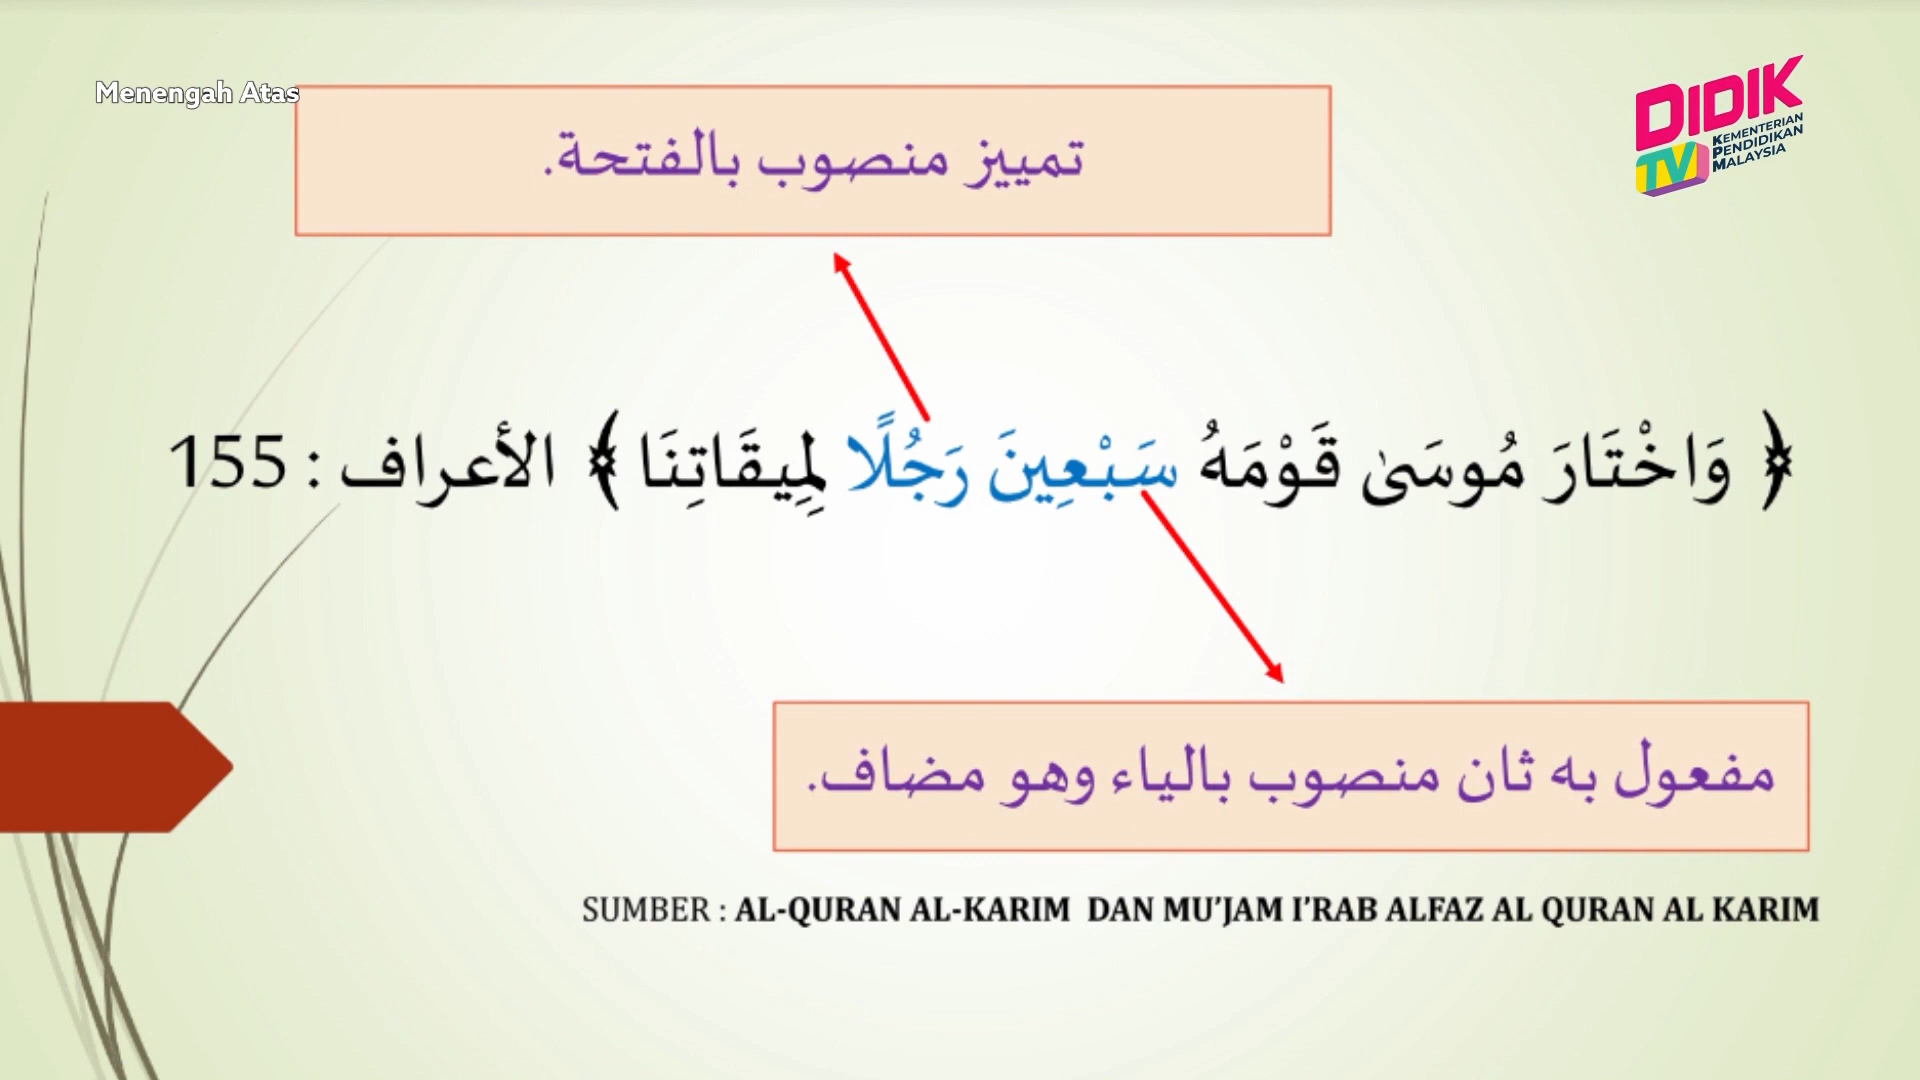 Menengah Atas
DIDIK
TV
KEMENTERIAN
PENDIDIKAN
MALAYSIA
تمييز منصوب بالفتحة.
﴿ وَاخْتَارَ مُوسَىٰ قَوْمَهُ سَبْعِينَ رَجُلًا لِمِيقَاتِنَا ﴾ الأعراف : 155
مفعول به ثان منصوب بالياء وهو مضاف.
SUMBER : AL-QURAN AL-KARIM DAN MU’JAM I’RAB ALFAZ AL QURAN AL KARIM